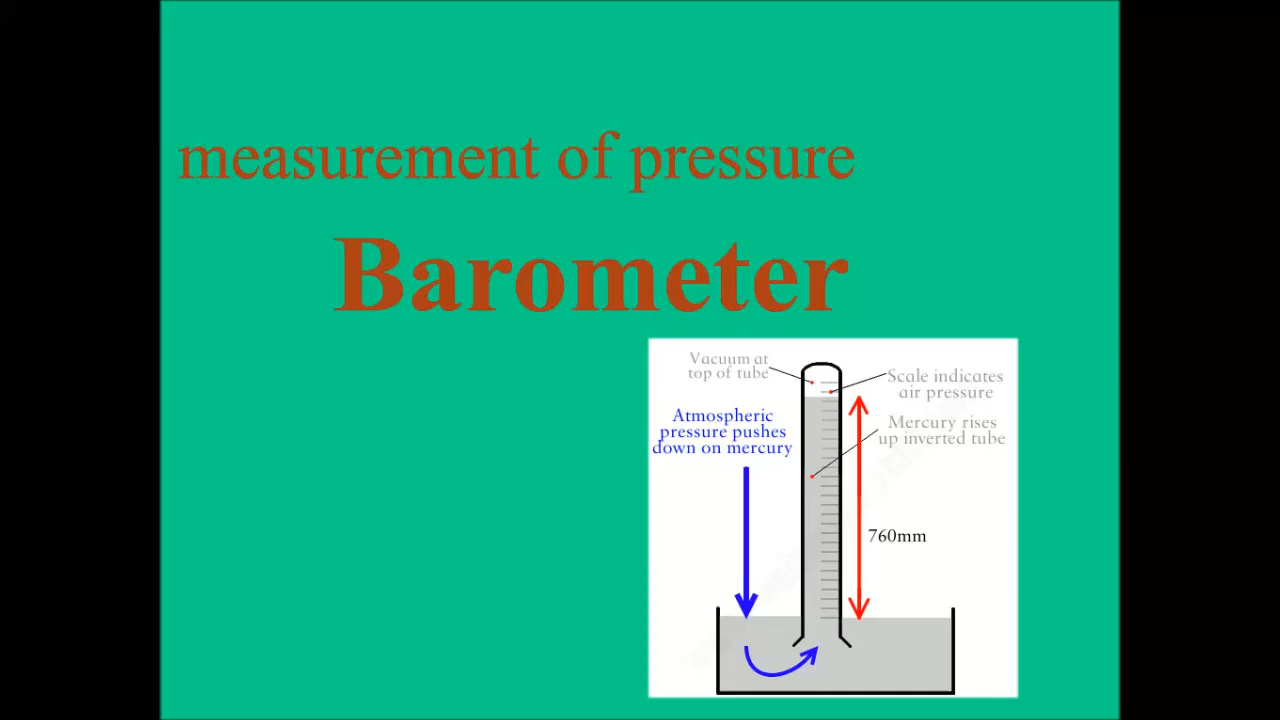 measurement of pressure
Barometer
Vacuum at
top of tube
Scale indicates
air pressure
Atmospheric
pressure pushes
down on mercury
Mercury rises
up inverted tube
760mm